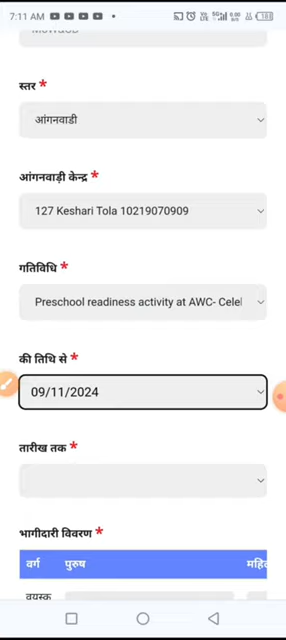 7:11 AM
स्तर *
आंगनवाडी
आंगनवाड़ी केन्द्र *
127 Keshari Tola 10219070909
गतिविधि *
Preschool readiness activity at AWC- Celel
की तिथि से *
09/11/2024
तारीख तक *
भागीदारी विवरण *
वर्ग पुरुष
वयस्क